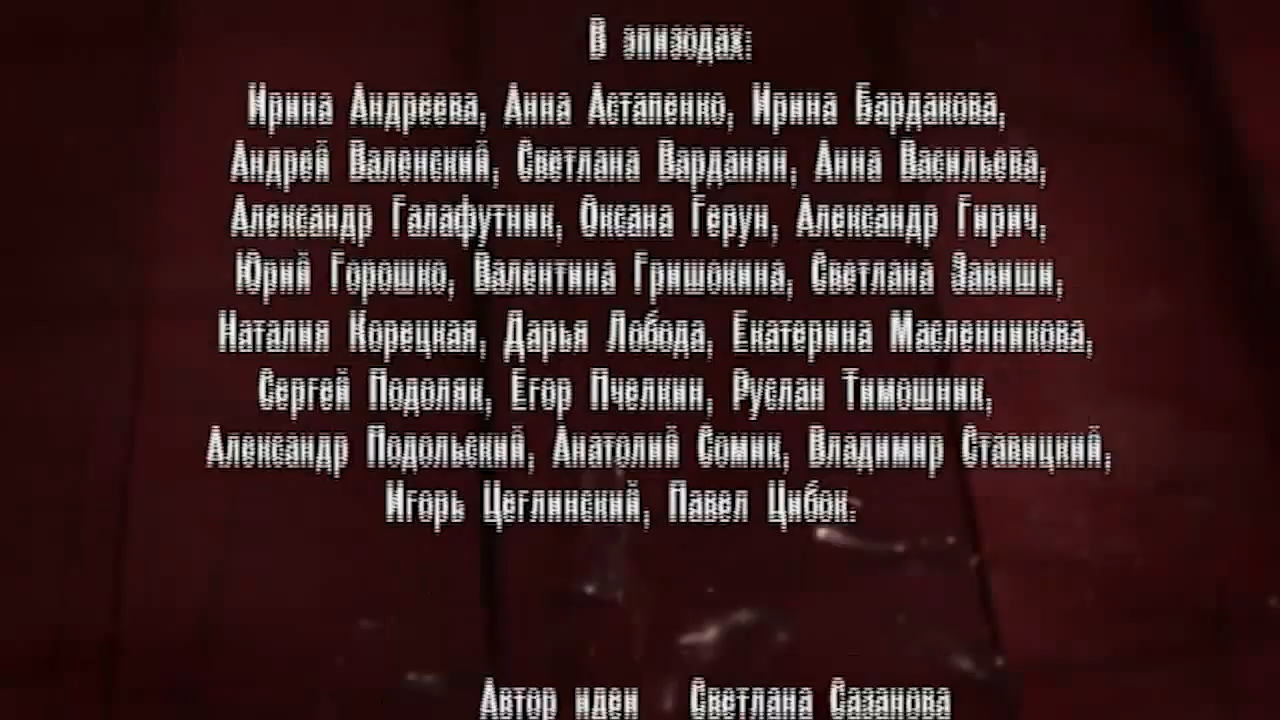 В эпизодах:
Ирина Андреева, Анна Астапенко, Ирина Бардакова,
Андрей Валенский, Светлана Варданян, Анна Васильева,
Александр Галафутник, Оксана Герун, Александр Гирич,
Юрий Горошко, Валентина Гришокина, Светлана Завиши,
Наталия Корецкая, Дарья Лобода, Екатерина Масленникова,
Сергей Подоляк, Егор Пчелкин, Руслан Тимошник,
Александр Подольский, Анатолий Сомик, Владимир Ставицкий,
Игорь Цеглинский, Павел Цибок.
Автор идеи Светлана Сазанова